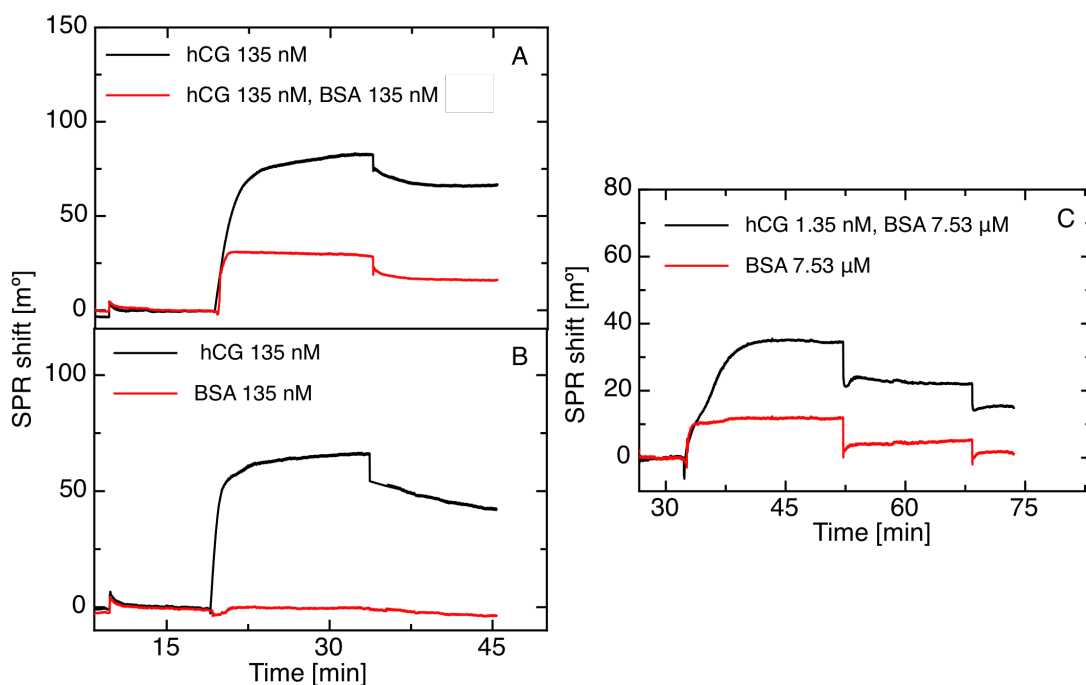 150
100
50
0
hCG 135 nM
hCG 135 nM, BSA 135 nM
A
100
50
0
hCG 135 nM
BSA 135 nM
B
15
30
45
Time [min]
SPR shift [mº]
80
60
40
20
0
hCG 1.35 nM, BSA 7.53 µM
BSA 7.53 µM
C
30
45
60
75
Time [min]
SPR shift [mº]